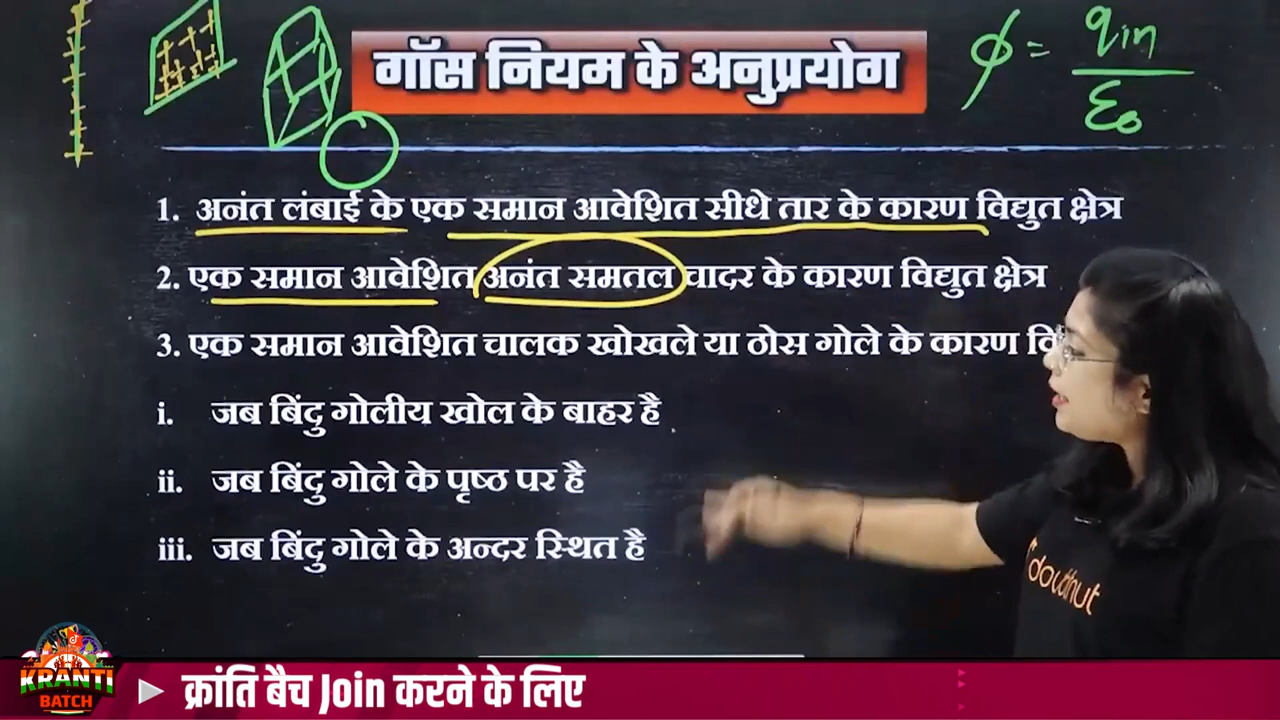 गॉस नियम के अनुप्रयोग
ϕ = qin / ε0
1. अनंत लंबाई के एक समान आवेशित सीधे तार के कारण विद्युत क्षेत्र
2. एक समान आवेशित अनंत समतल चादर के कारण विद्युत क्षेत्र
3. एक समान आवेशित चालक खोखले या ठोस गोले के कारण
i. जब बिंदु गोलीय खोल के बाहर है
ii. जब बिंदु गोले के पृष्ठ पर है
iii. जब बिंदु गोले के अन्दर स्थित है
doubtnut
KRANTI
BATCH
क्रांति बैच Join करने के लिए